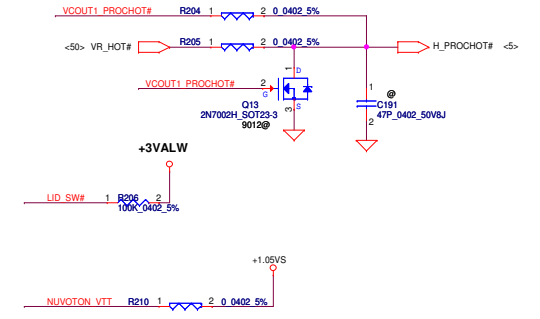 VCOUT1_PROCHOT# R204 1 2 0_0402_5%
<50> VR_HOT# R205 1 2 0_0402_5% H_PROCHOT# <5>
1 D
VCOUT1_PROCHOT# 2 G
Q13 3 S
2N7002H_SOT23-3
9012@
1 @
C191
47P_0402_50V8J
2
+3VALW
LID_SW# 1 R206 2
100K_0402_5%
+1.05VS
NUVOTON_VTT R210 1 2 0_0402_5%